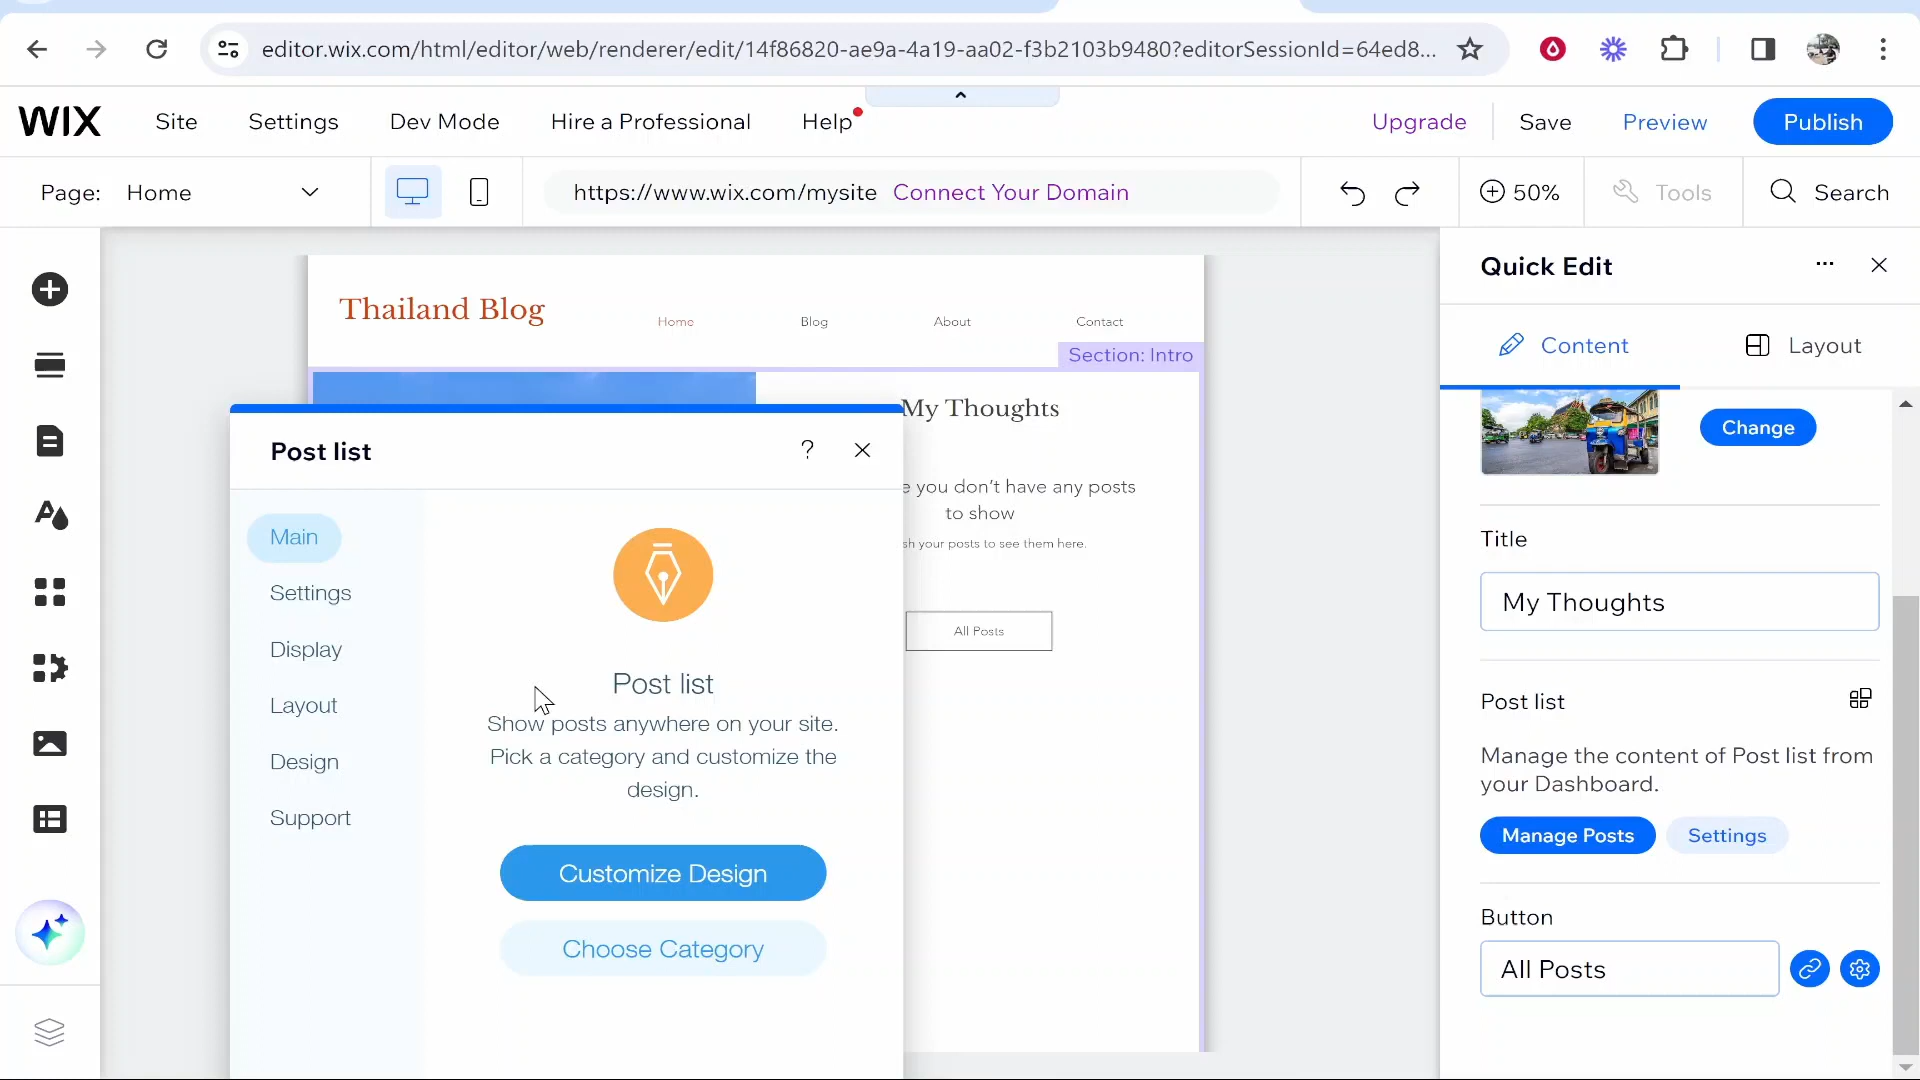 editor.wix.com/html/editor/web/renderer/edit/14f86820-ae9a-4a19-aa02-f3b2103b9480?editorSessionId=64ed8...
WIX
Site
Settings
Dev Mode
Hire a Professional
Help
Upgrade
Save
Preview
Publish
Page: Home
https://www.wix.com/mysite Connect Your Domain
50%
Tools
Search
Thailand Blog
Home
Blog
About
Contact
Section: Intro
My Thoughts
e you don't have any posts
to show
sh your posts to see them here.
All Posts
Post list
?
Main
Settings
Display
Layout
Design
Support
Post list
Show posts anywhere on your site.
Pick a category and customize the
design.
Customize Design
Choose Category
Quick Edit
Content
Layout
Change
Title
My Thoughts
Post list
Manage the content of Post list from
your Dashboard.
Manage Posts
Settings
Button
All Posts